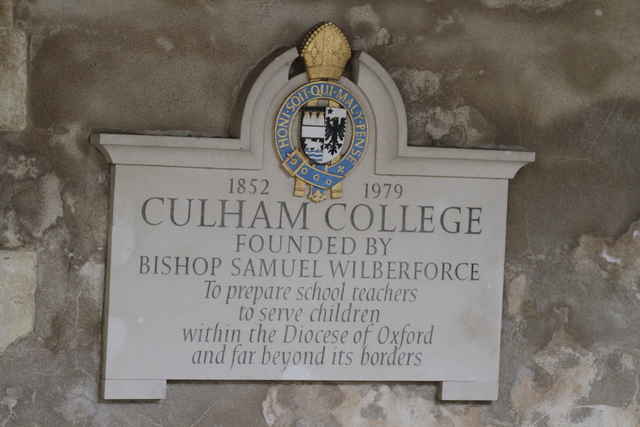 HONI·SOIT·QUI·MALY·PENSE
1852 1979
CULHAM COLLEGE
FOUNDED BY
BISHOP SAMUEL WILBERFORCE
To prepare school teachers
to serve children
within the Diocese of Oxford
and far beyond its borders